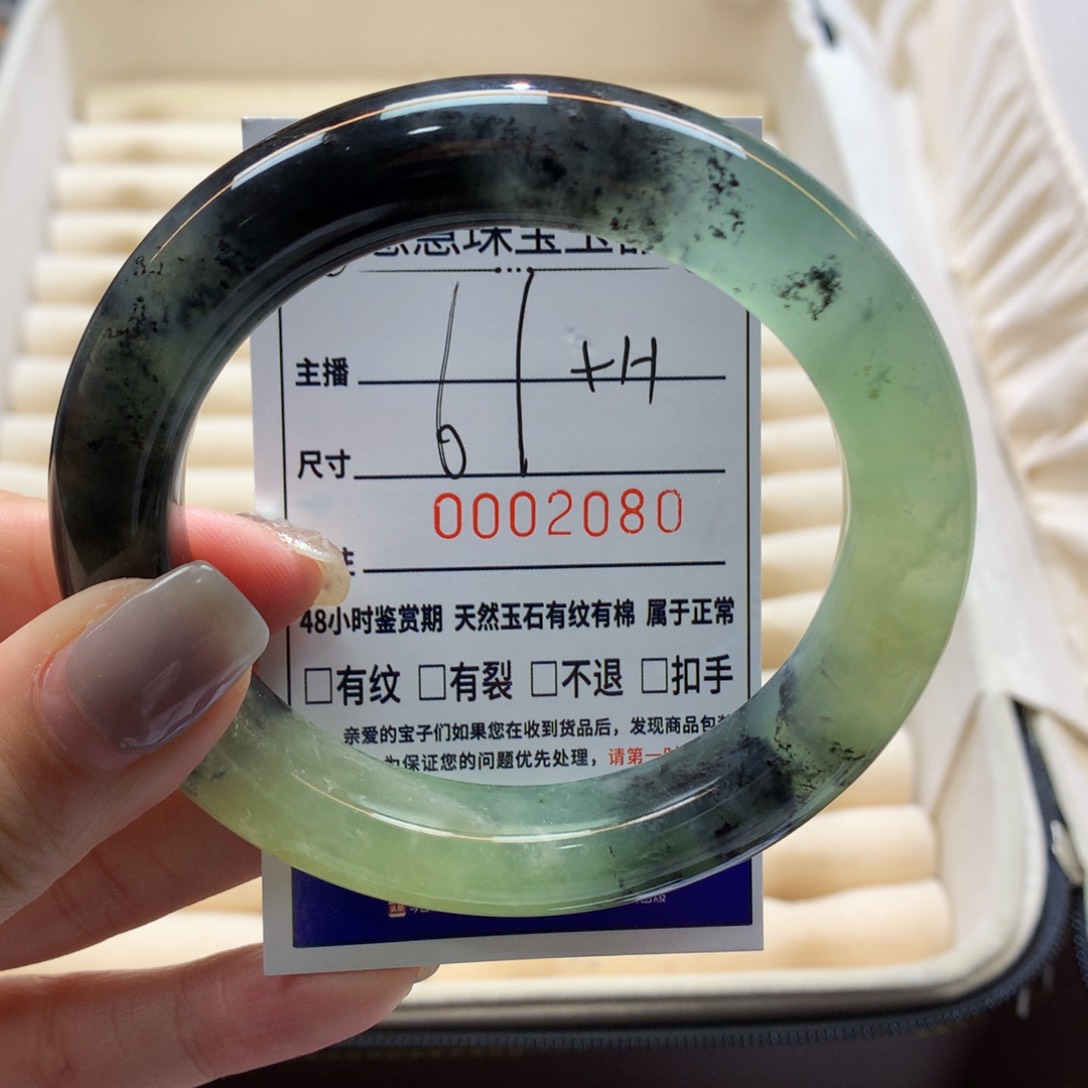 珠宝玉
主播
61 +H
尺寸
0002080
48小时鉴赏期 天然玉石有纹有棉 属于正常
□有纹 □有裂 □不退 □扣手
亲爱的宝子们如果您在收到货品后，发现商品包
为保证您的问题优先处理，请第一